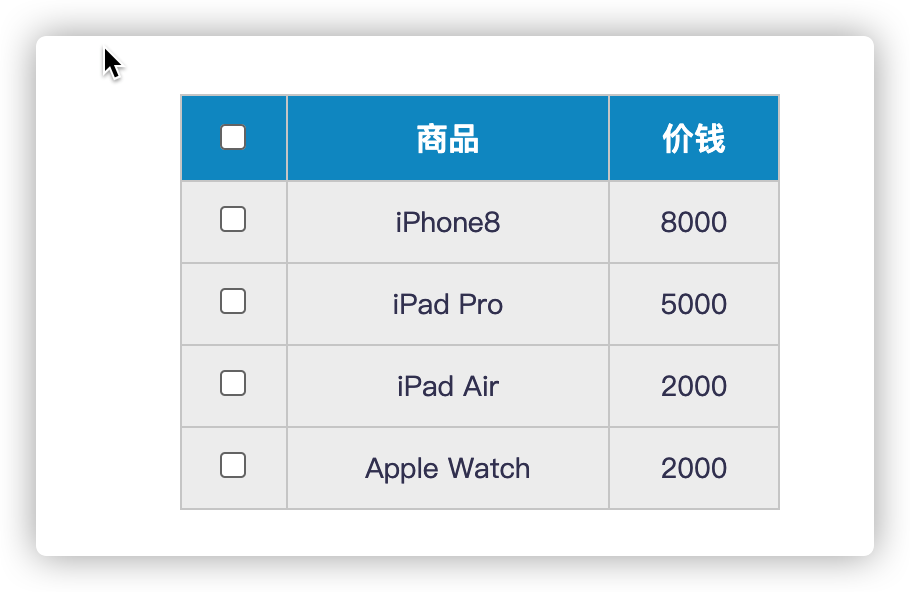 商品 价钱
iPhone8 8000
iPad Pro 5000
iPad Air 2000
Apple Watch 2000